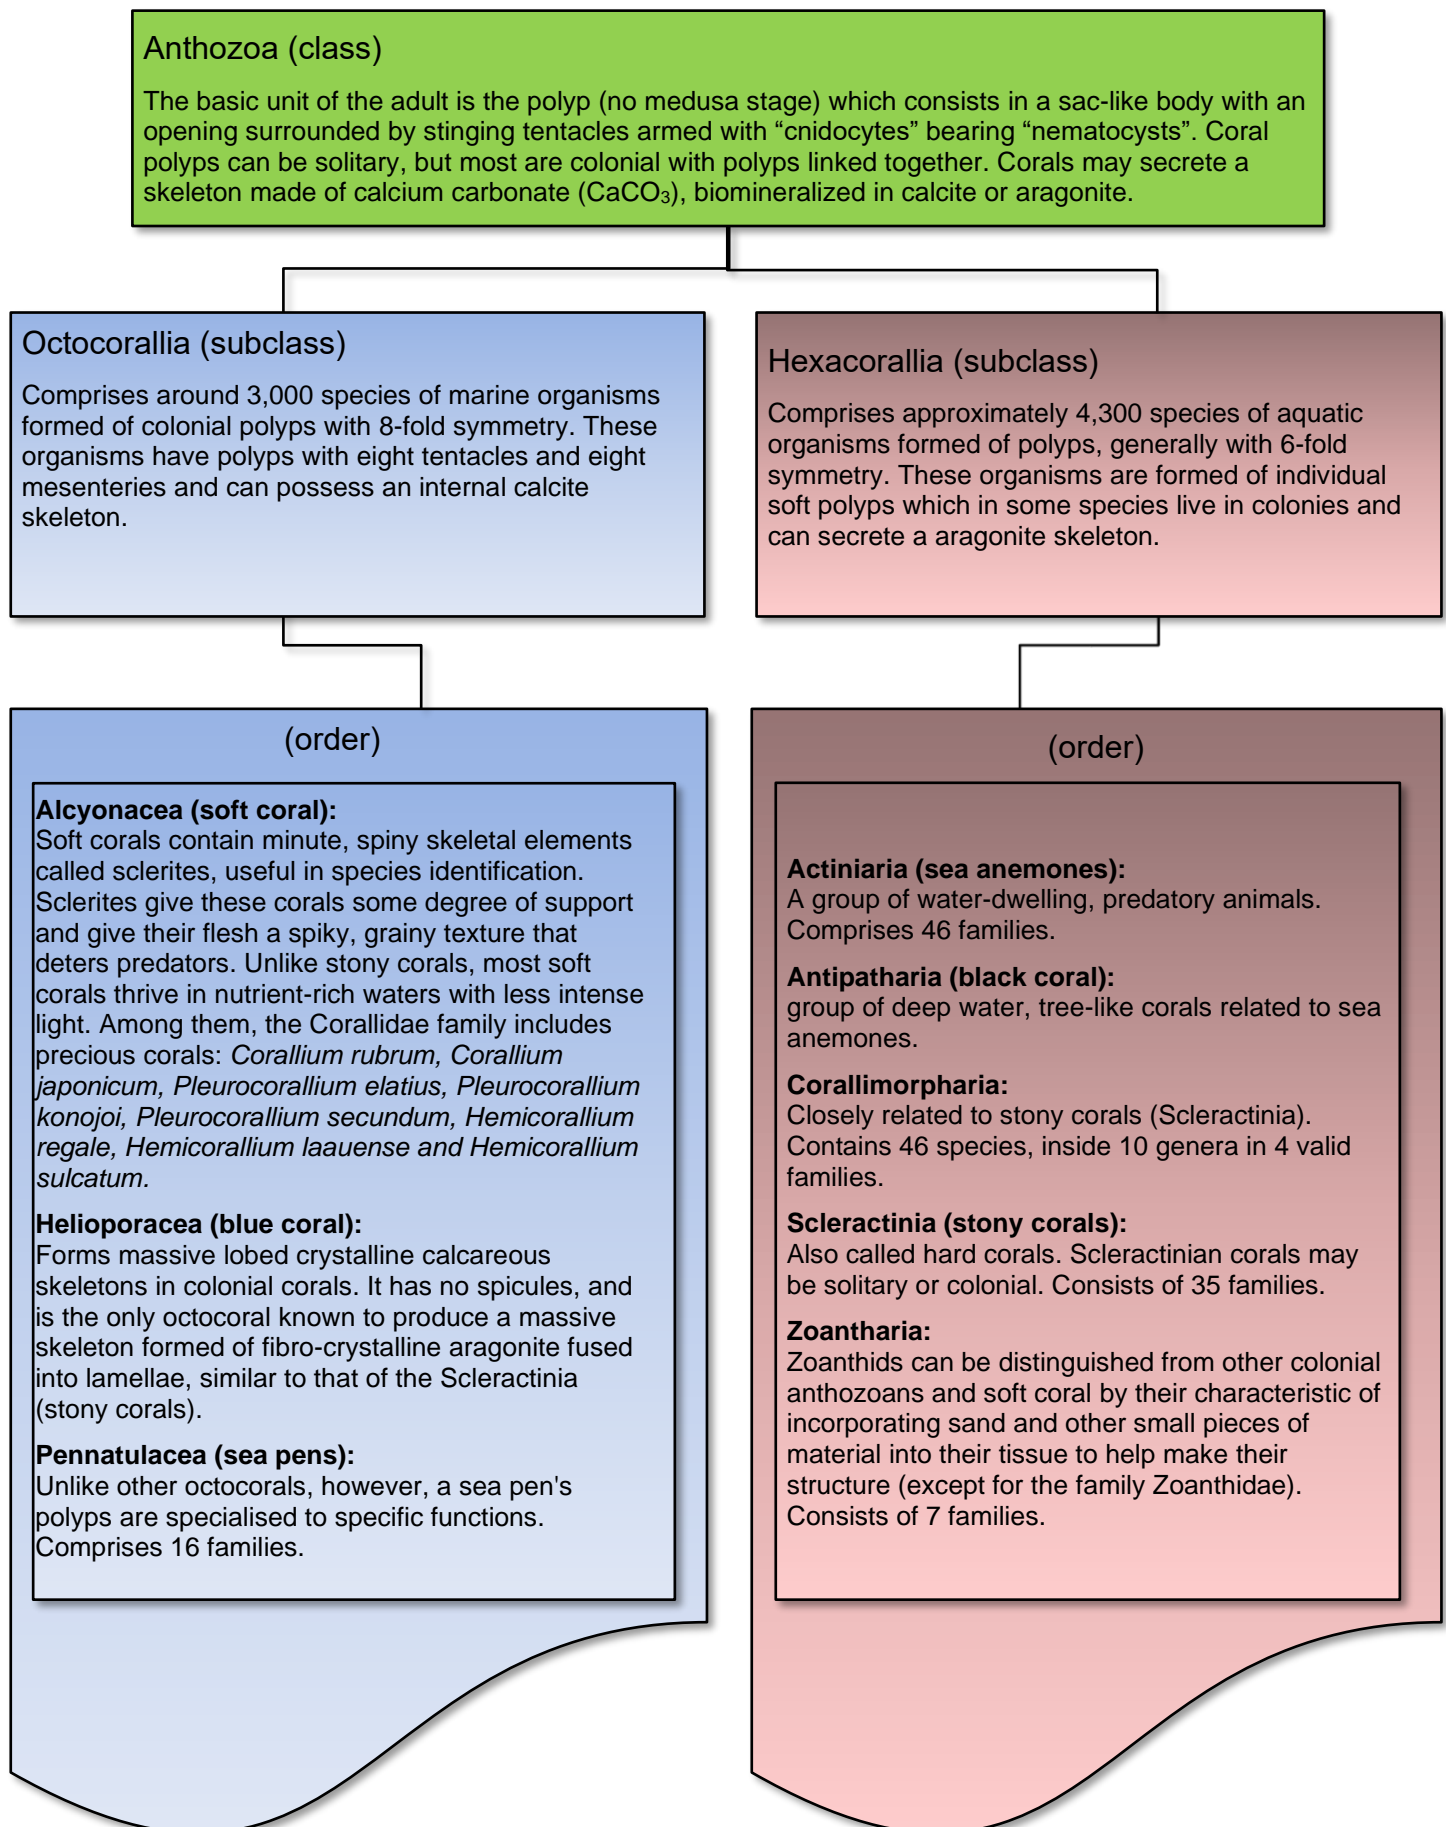 Anthozoa (class)
The basic unit of the adult is the polyp (no medusa stage) which consists in a sac-like body with an
opening surrounded by stinging tentacles armed with “cnidocytes” bearing “nematocysts”. Coral
polyps can be solitary, but most are colonial with polyps linked together. Corals may secrete a
skeleton made of calcium carbonate (CaCO₃), biomineralized in calcite or aragonite.
Octocorallia (subclass)
Comprises around 3,000 species of marine organisms
formed of colonial polyps with 8-fold symmetry. These
organisms have polyps with eight tentacles and eight
mesenteries and can possess an internal calcite
skeleton.
Hexacorallia (subclass)
Comprises approximately 4,300 species of aquatic
organisms formed of polyps, generally with 6-fold
symmetry. These organisms are formed of individual
soft polyps which in some species live in colonies and
can secrete a aragonite skeleton.
(order)
Alcyonacea (soft coral):
Soft corals contain minute, spiny skeletal elements
called sclerites, useful in species identification.
Sclerites give these corals some degree of support
and give their flesh a spiky, grainy texture that
deters predators. Unlike stony corals, most soft
corals thrive in nutrient-rich waters with less intense
light. Among them, the Corallidae family includes
precious corals: Corallium rubrum, Corallium
japonicum, Pleurocorallium elatius, Pleurocorallium
konojoi, Pleurocorallium secundum, Hemicorallium
regale, Hemicorallium laauense and Hemicorallium
sulcatum.
Helioporacea (blue coral):
Forms massive lobed crystalline calcareous
skeletons in colonial corals. It has no spicules, and
is the only octocoral known to produce a massive
skeleton formed of fibro-crystalline aragonite fused
into lamellae, similar to that of the Scleractinia
(stony corals).
Pennatulacea (sea pens):
Unlike other octocorals, however, a sea pen's
polyps are specialised to specific functions.
Comprises 16 families.
(order)
Actiniaria (sea anemones):
A group of water-dwelling, predatory animals.
Comprises 46 families.
Antipatharia (black coral):
group of deep water, tree-like corals related to sea
anemones.
Corallimorpharia:
Closely related to stony corals (Scleractinia).
Contains 46 species, inside 10 genera in 4 valid
families.
Scleractinia (stony corals):
Also called hard corals. Scleractinian corals may
be solitary or colonial. Consists of 35 families.
Zoantharia:
Zoanthids can be distinguished from other colonial
anthozoans and soft coral by their characteristic of
incorporating sand and other small pieces of
material into their tissue to help make their
structure (except for the family Zoanthidae).
Consists of 7 families.